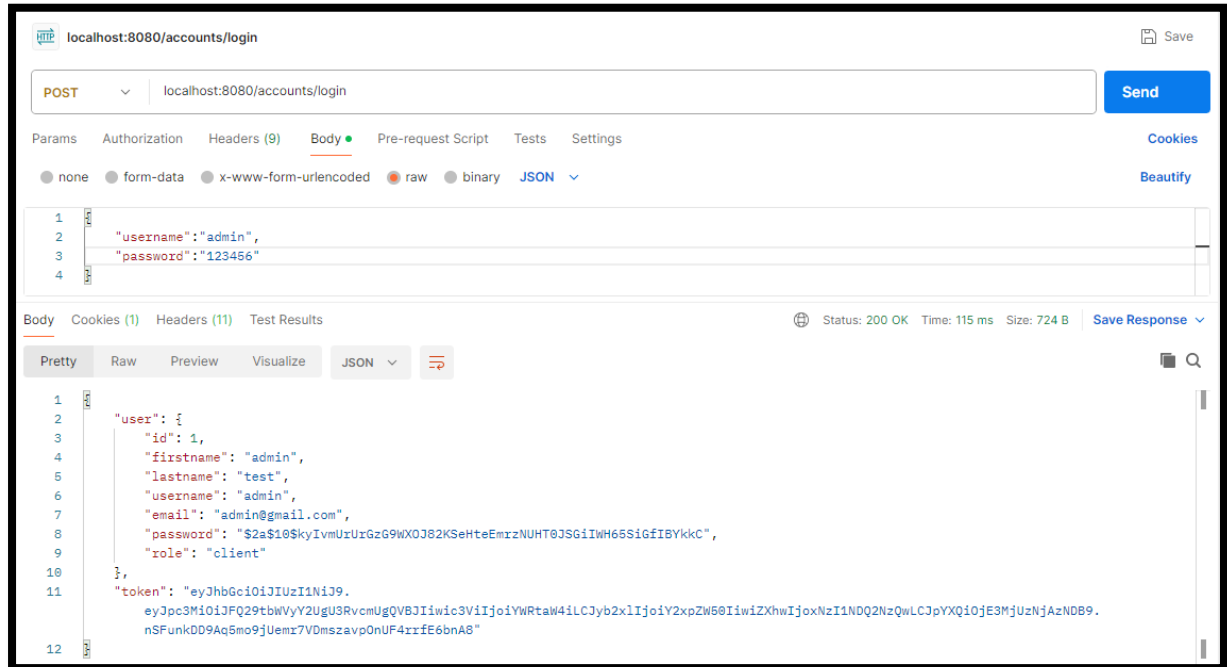 HTTP localhost:8080/accounts/login Save
POST localhost:8080/accounts/login Send
Params Authorization Headers (9) Body Pre-request Script Tests Settings Cookies
none form-data x-www-form-urlencoded raw binary JSON Beautify
1 {
2 "username":"admin",
3 "password":"123456"
4 }
Body Cookies (1) Headers (11) Test Results Status: 200 OK Time: 115 ms Size: 724 B Save Response
Pretty Raw Preview Visualize JSON
1 {
2 "user": {
3 "id": 1,
4 "firstname": "admin",
5 "lastname": "test",
6 "username": "admin",
7 "email": "admin@gmail.com",
8 "password": "$2a$10$kyIvmUrUrGzG9WXOJ82KSeHteEmrzNUHT0JSGiIWH65SiGfIBYkkC",
9 "role": "client"
10 },
11 "token": "eyJhbGciOiJIUzI1NiJ9.
eyJpc3MiOiJFQ29tbWVyY2UgU3RvcmUgQVBJIiwic3ViIjoiYWRtaW4iLCJyb2xlIjoiY2xpZW50IiwiZXhwIjoxNzI1NDQ2NzQwLCJpYXQiOjE3MjUzNjAzNDB9.
nSFunkDD9Aq5mo9jUemr7VDmszavpOnUF4rrfE6bnA8"
12 }